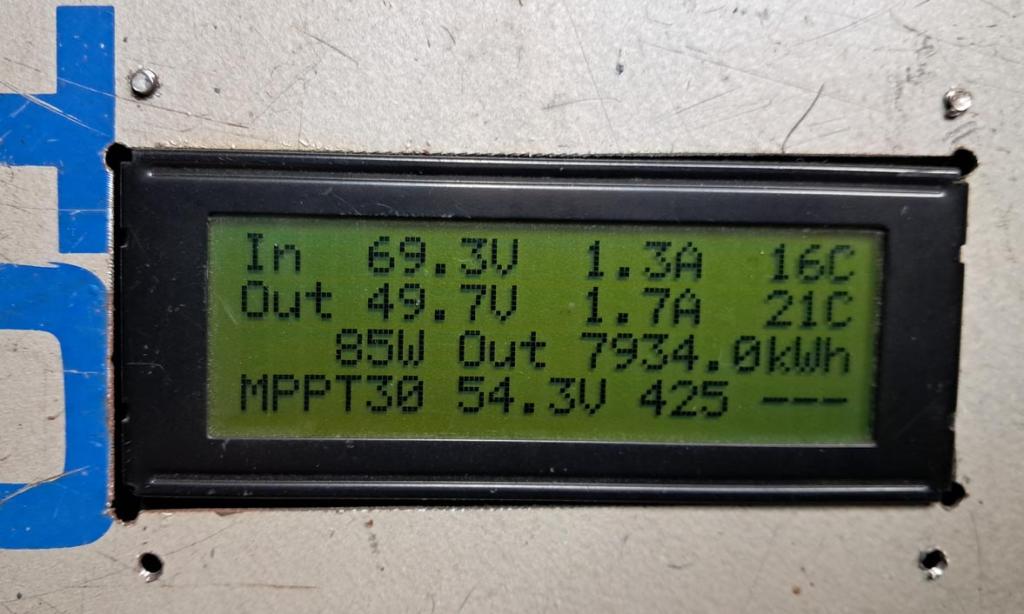 In 69.3V 1.3A 16C
Out 49.7V 1.7A 21C
85W Out 7934.0kWh
MPPT30 54.3V 425 ---